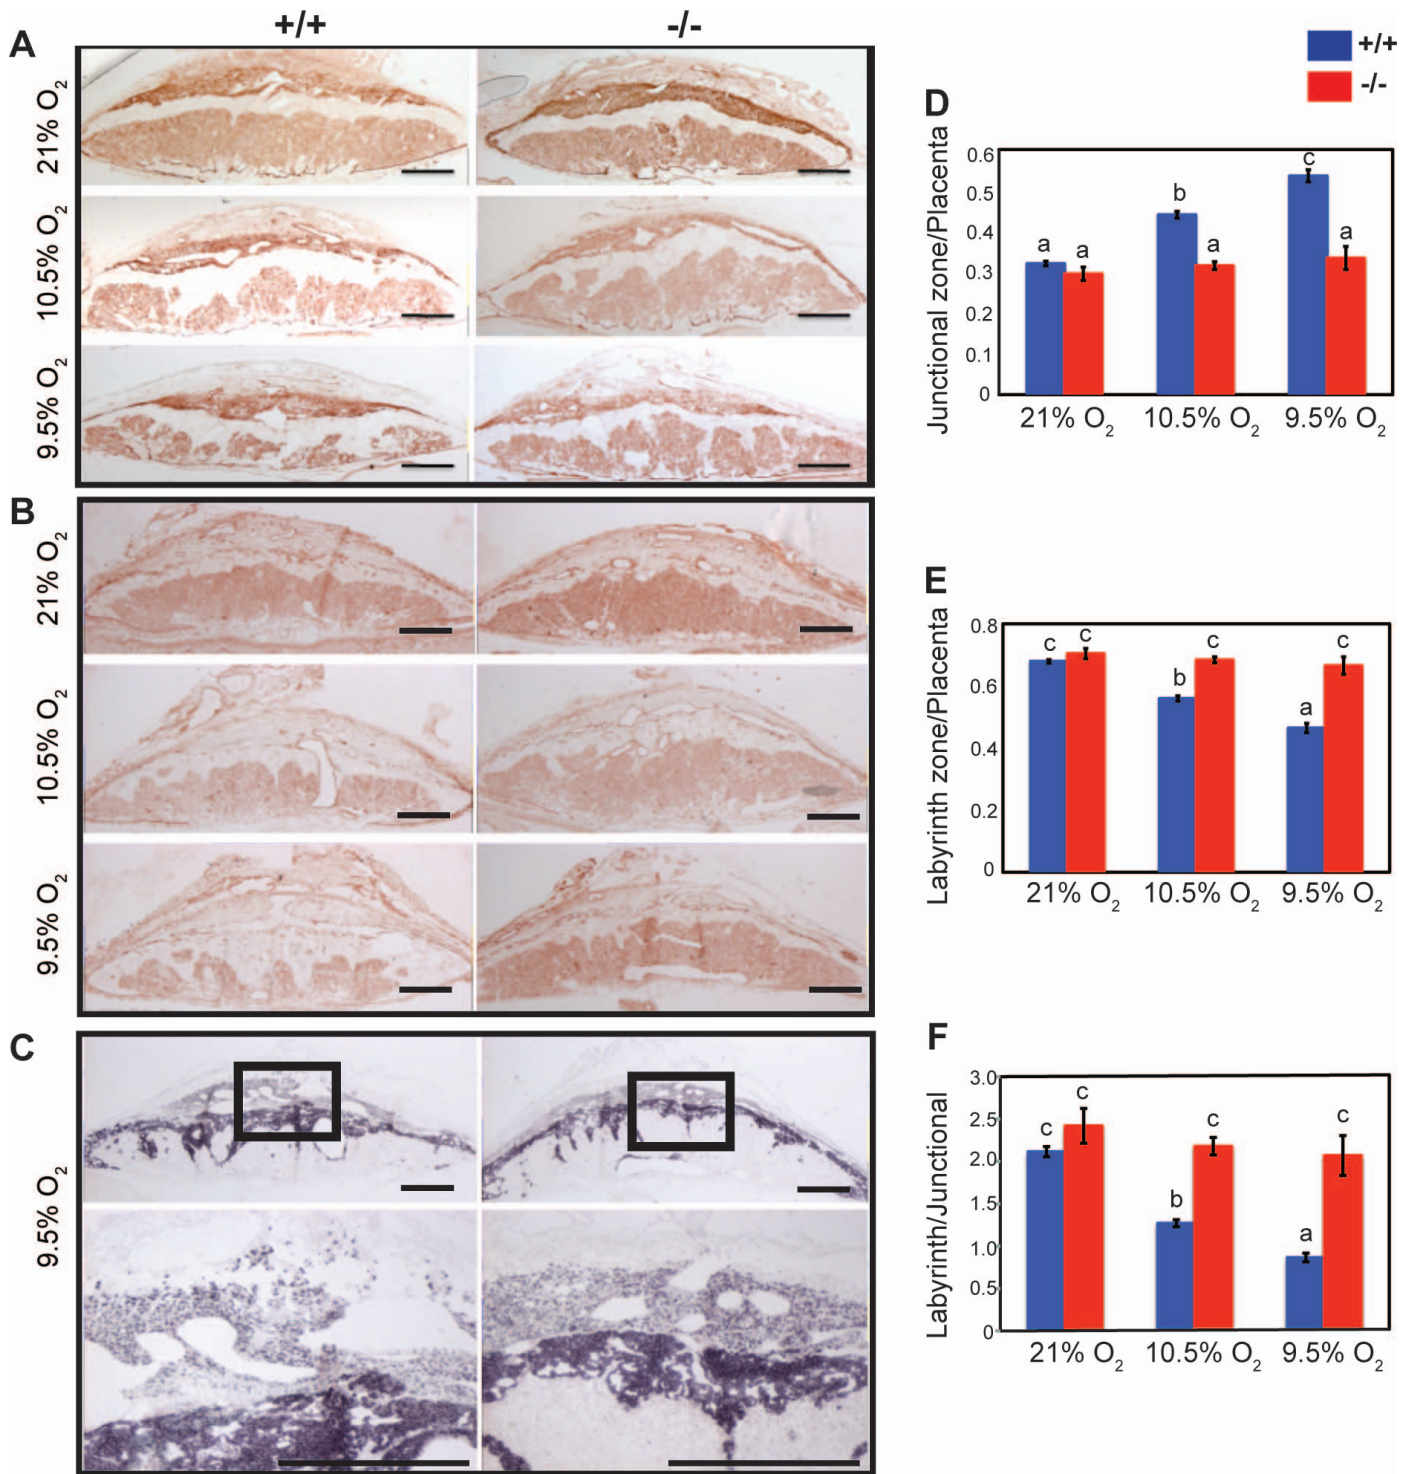 +/+
-/-
A
21% O2
10.5% O2
9.5% O2
B
21% O2
10.5% O2
9.5% O2
C
9.5% O2
+/+
-/-
D
Junctional zone/Placenta
0.6
0.5
0.4
0.3
0.2
0.1
0
a
a
b
a
c
a
21% O2
10.5% O2
9.5% O2
E
Labyrinth zone/Placenta
0.8
0.6
0.4
0.2
0
c
c
b
c
a
c
21% O2
10.5% O2
9.5% O2
F
Labyrinth/Junctional
3.0
2.5
2.0
1.5
1.0
0.5
0
c
c
b
c
a
c
21% O2
10.5% O2
9.5% O2